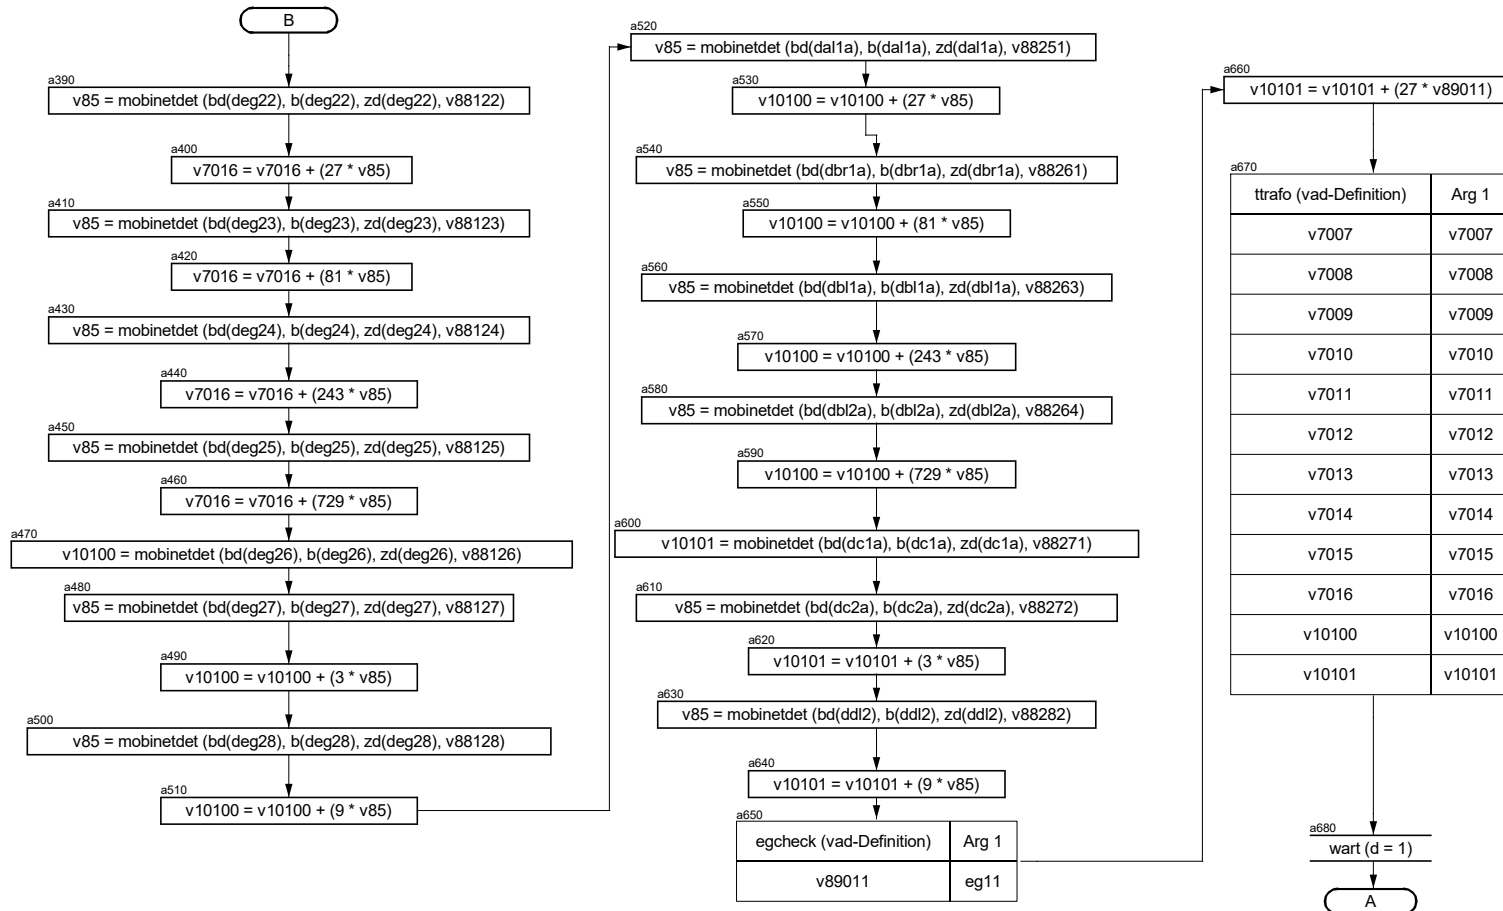 B
a390
v85 = mobinetdet (bd(deg22), b(deg22), zd(deg22), v88122)
a400
v7016 = v7016 + (27 * v85)
a410
v85 = mobinetdet (bd(deg23), b(deg23), zd(deg23), v88123)
a420
v7016 = v7016 + (81 * v85)
a430
v85 = mobinetdet (bd(deg24), b(deg24), zd(deg24), v88124)
a440
v7016 = v7016 + (243 * v85)
a450
v85 = mobinetdet (bd(deg25), b(deg25), zd(deg25), v88125)
a460
v7016 = v7016 + (729 * v85)
a470
v10100 = mobinetdet (bd(deg26), b(deg26), zd(deg26), v88126)
a480
v85 = mobinetdet (bd(deg27), b(deg27), zd(deg27), v88127)
a490
v10100 = v10100 + (3 * v85)
a500
v85 = mobinetdet (bd(deg28), b(deg28), zd(deg28), v88128)
a510
v10100 = v10100 + (9 * v85)
a520
v85 = mobinetdet (bd(dal1a), b(dal1a), zd(dal1a), v88251)
a530
v10100 = v10100 + (27 * v85)
a540
v85 = mobinetdet (bd(dbr1a), b(dbr1a), zd(dbr1a), v88261)
a550
v10100 = v10100 + (81 * v85)
a560
v85 = mobinetdet (bd(dbl1a), b(dbl1a), zd(dbl1a), v88263)
a570
v10100 = v10100 + (243 * v85)
a580
v85 = mobinetdet (bd(dbl2a), b(dbl2a), zd(dbl2a), v88264)
a590
v10100 = v10100 + (729 * v85)
a600
v10101 = mobinetdet (bd(dc1a), b(dc1a), zd(dc1a), v88271)
a610
v85 = mobinetdet (bd(dc2a), b(dc2a), zd(dc2a), v88272)
a620
v10101 = v10101 + (3 * v85)
a630
v85 = mobinetdet (bd(ddl2), b(ddl2), zd(ddl2), v88282)
a640
v10101 = v10101 + (9 * v85)
a650
egcheck (vad-Definition) Arg 1
v89011 eg11
a660
v10101 = v10101 + (27 * v89011)
a670
ttrafo (vad-Definition) Arg 1
v7007 v7007
v7008 v7008
v7009 v7009
v7010 v7010
v7011 v7011
v7012 v7012
v7013 v7013
v7014 v7014
v7015 v7015
v7016 v7016
v10100 v10100
v10101 v10101
a680
wart (d = 1)
A